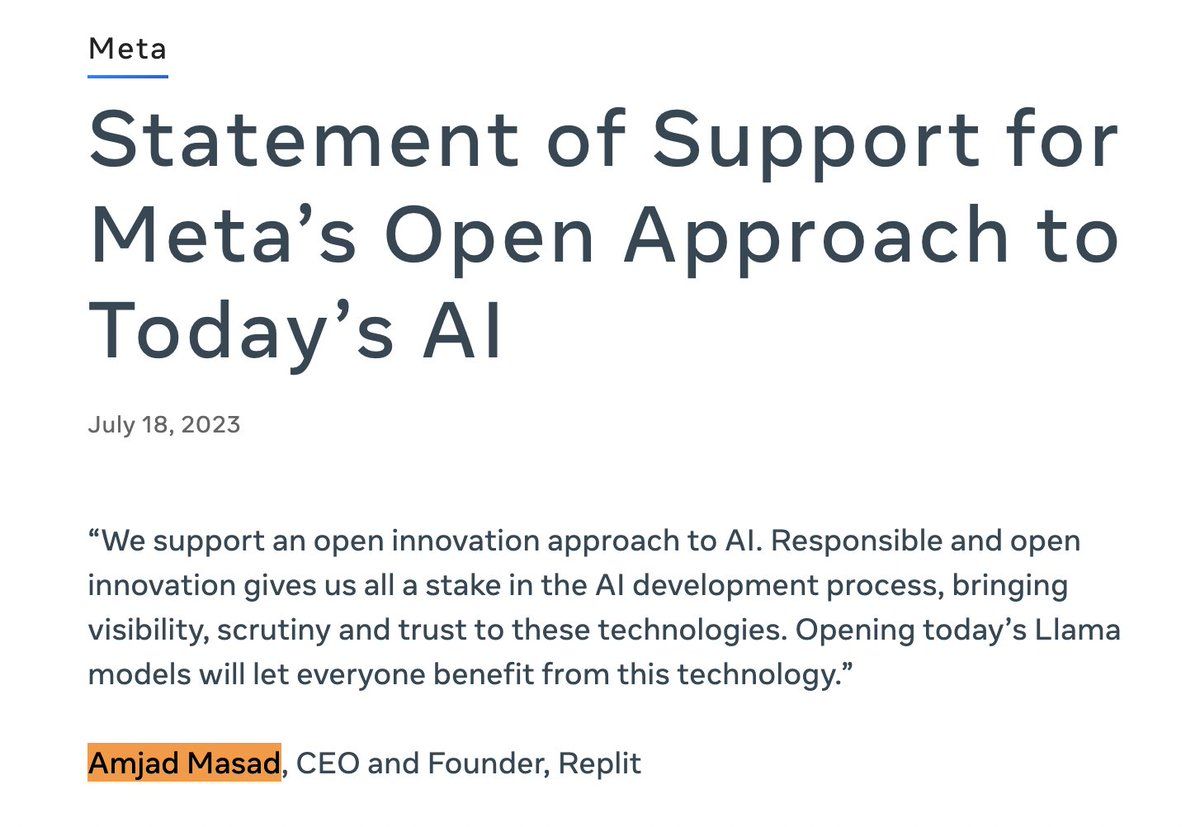 Meta
Statement of Support for
Meta’s Open Approach to
Today’s AI
July 18, 2023
“We support an open innovation approach to AI. Responsible and open
innovation gives us all a stake in the AI development process, bringing
visibility, scrutiny and trust to these technologies. Opening today’s Llama
models will let everyone benefit from this technology.”
Amjad Masad, CEO and Founder, Replit